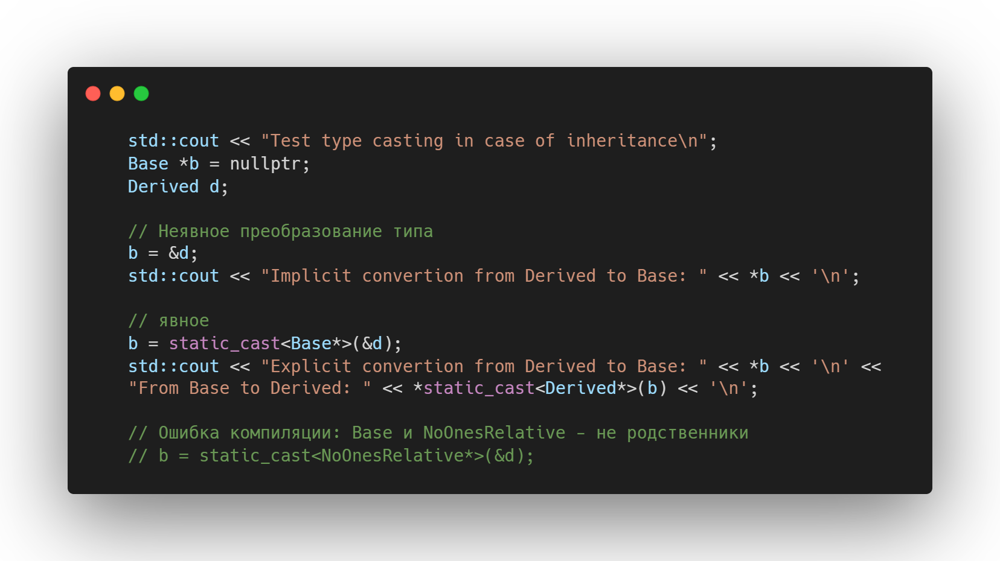 std::cout << "Test type casting in case of inheritance\n";
Base *b = nullptr;
Derived d;
// Неявное преобразование типа
b = &d;
std::cout << "Implicit convertion from Derived to Base: " << *b << '\n';
// явное
b = static_cast<Base*>(&d);
std::cout << "Explicit convertion from Derived to Base: " << *b << '\n' <<
"From Base to Derived: " << *static_cast<Derived*>(b) << '\n';
// Ошибка компиляции: Base и NoOnesRelative - не родственники
// b = static_cast<NoOnesRelative*>(&d);